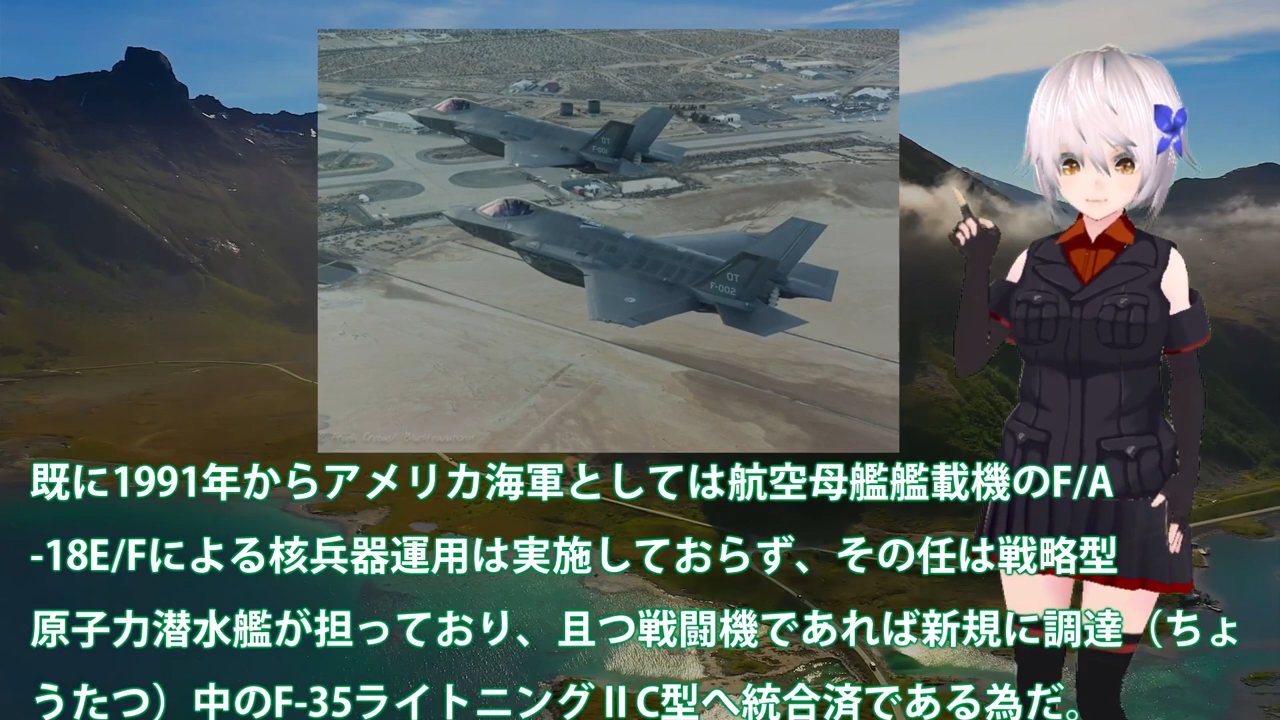 OT
F-002
OT
F-002
既に1991年からアメリカ海軍としては航空母艦艦載機のF/A
-18E/Fによる核兵器運用は実施しておらず、その任は戦略型
原子力潜水艦が担っており、且つ戦闘機であれば新規に調達（ちょ
うたつ）中のF-35ライトニングⅡC型へ統合済である為だ。